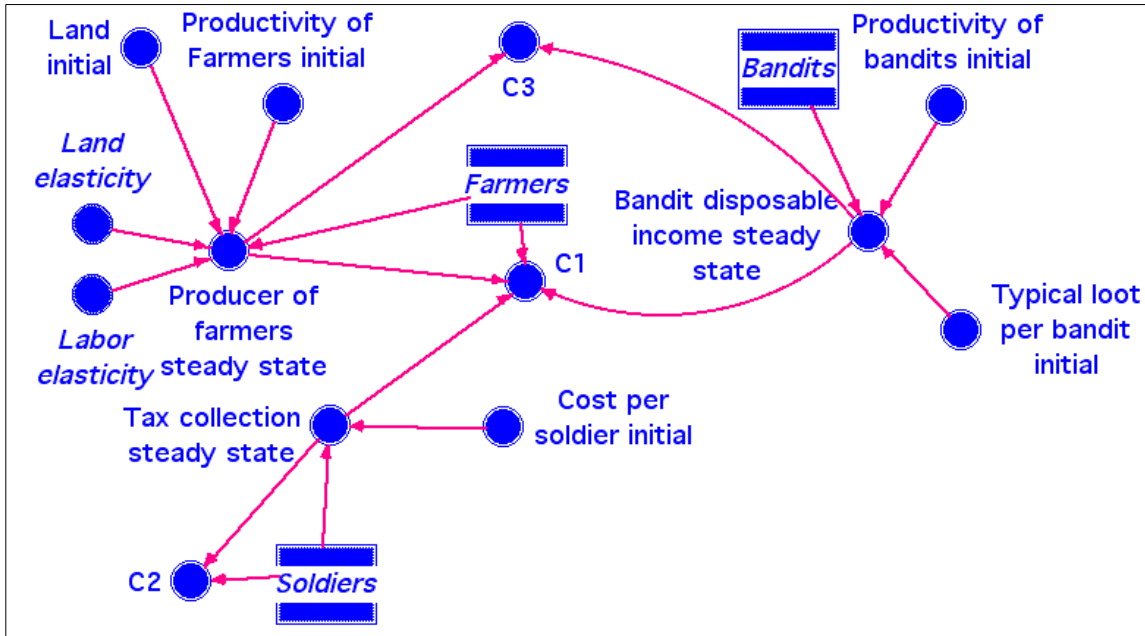 Land
initial
Productivity of
Farmers initial
C3
Bandits
Productivity of
bandits initial
Land
elasticity
Farmers
Bandit disposable
income steady
state
C1
Producer of
farmers
steady state
Labor
elasticity
Typical loot
per bandit
initial
Tax collection
steady state
Cost per
soldier initial
C2
Soldiers